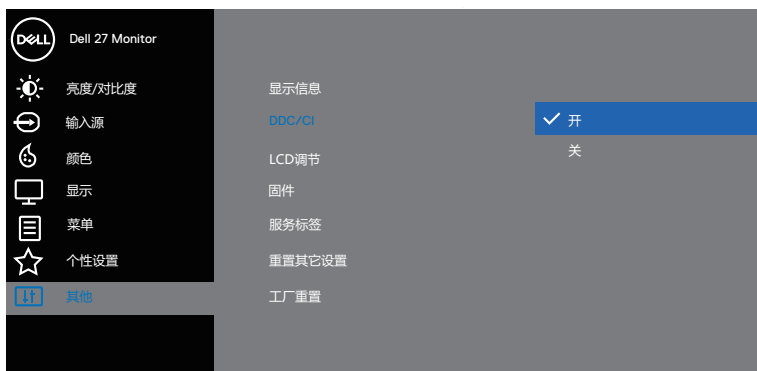 DELL
Dell 27 Monitor
亮度/对比度
输入源
颜色
显示
菜单
个性设置
其他
显示信息
DDC/CI
LCD调节
固件
服务标签
重置其它设置
工厂重置
开
关